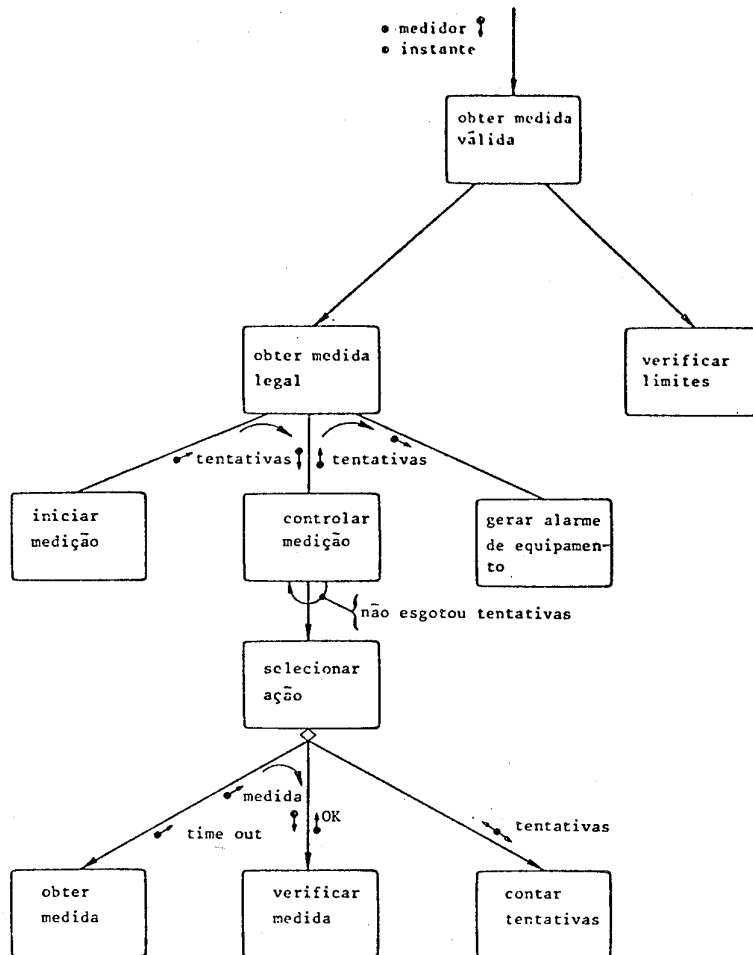 medidor
instante
obter medida
válida
obter medida
legal
verificar
limites
tentativas
tentativas
iniciar
medição
controlar
medição
gerar alarme
de equipamen-
to
não esgotou tentativas
selecionar
ação
medida
time out
OK
tentativas
obter
medida
verificar
medida
contar
tentativas